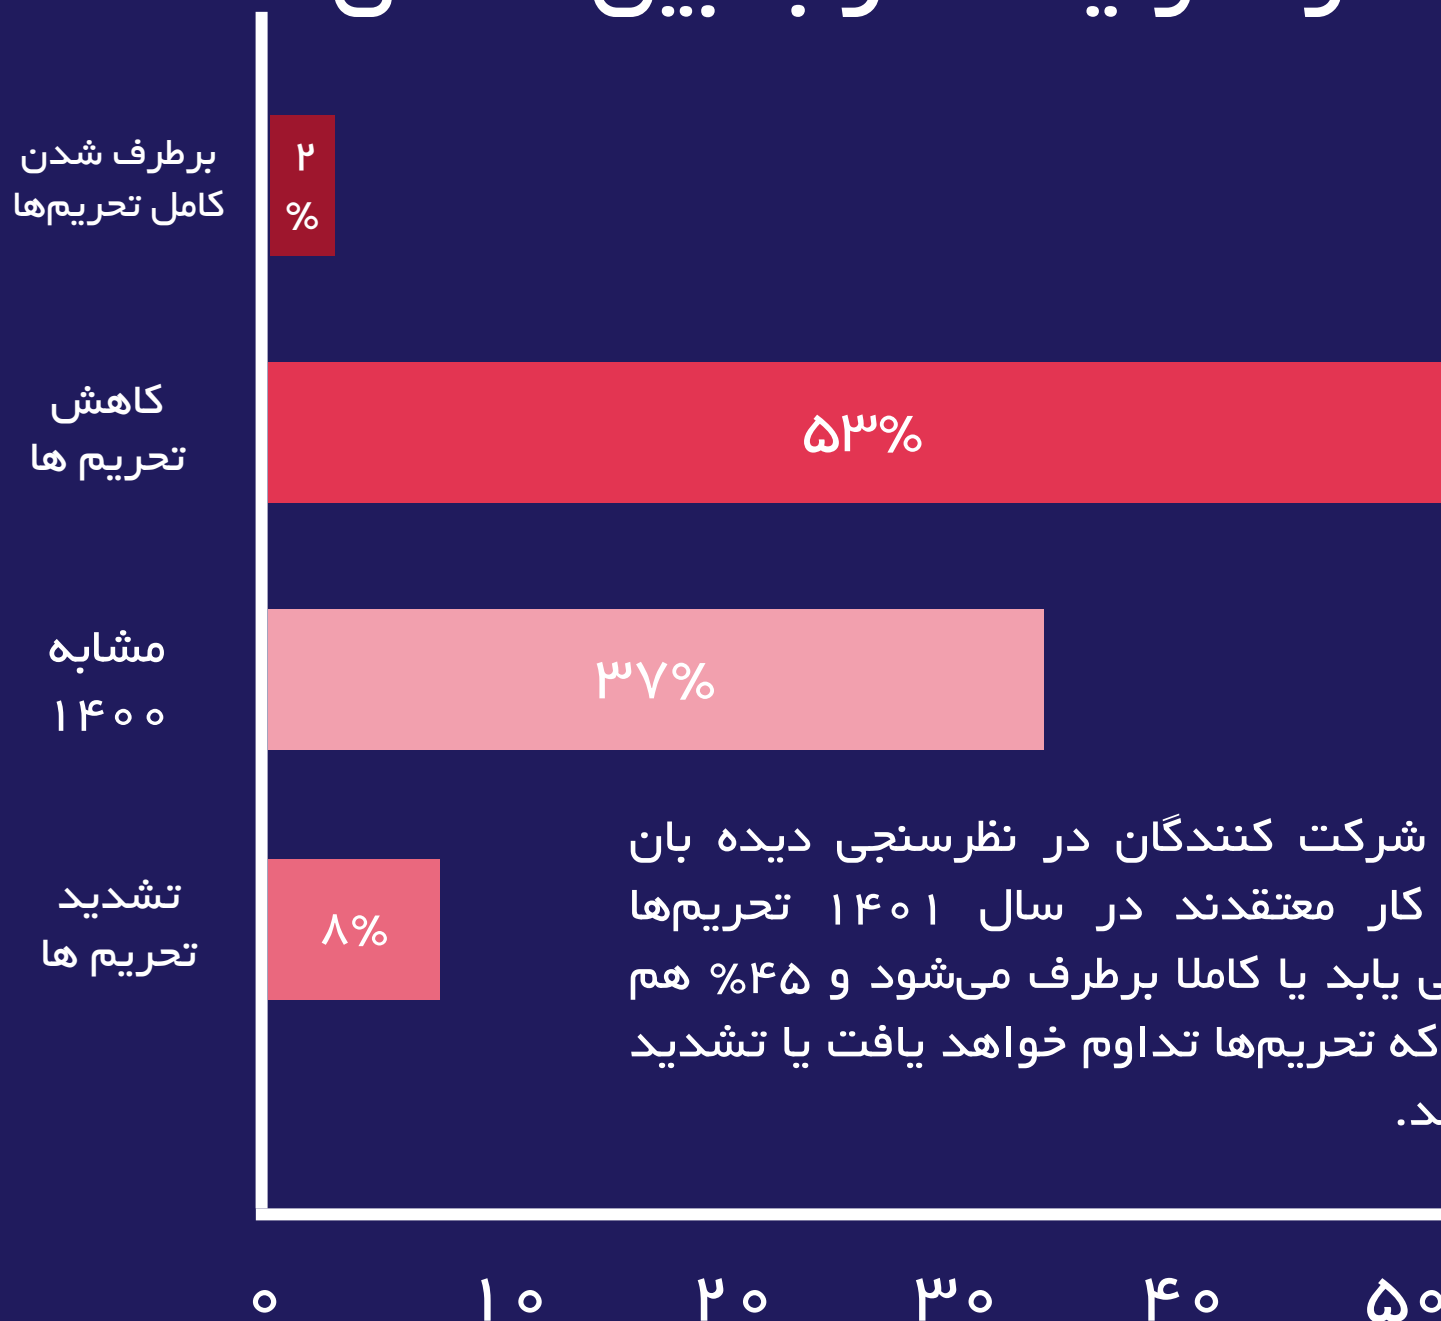 برطرف شدن
کامل تحریم‌ها
۲
%
کاهش
تحریم ها
۵۳%
مشابه
۱۴۰۰
۳۷%
تشدید
تحریم ها
۸%
شرکت کنندگان در نظرسنجی دیده بان
کار معتقدند در سال ۱۴۰۱ تحریم‌ها
یابد یا کاملا برطرف می‌شود و ۴۵% هم
که تحریم‌ها تداوم خواهد یافت یا تشدید
۰ ۱۰ ۲۰ ۳۰ ۴۰ ۵۰